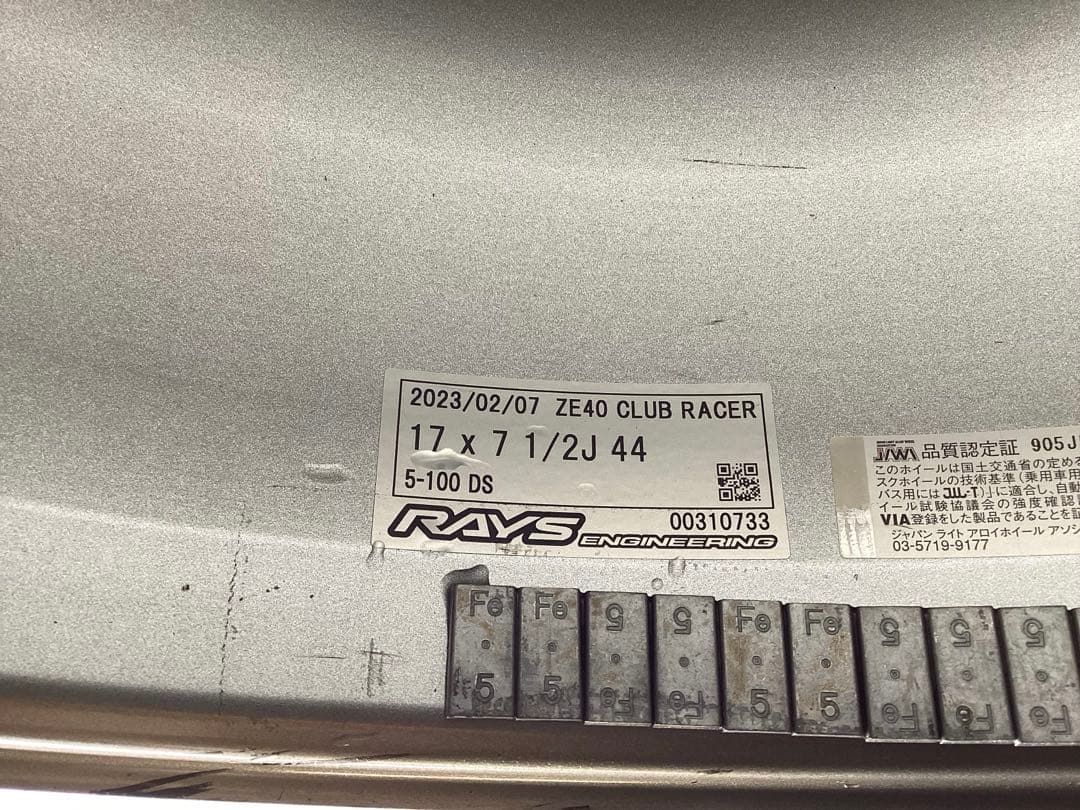 2023/02/07 ZE40 CLUB RACER
17 x 7 1/2J 44
5-100 DS
RAYS ENGINEERING
00310733
JAWA 品質認定証 905J
このホイールは国土交通省の定める
スクホイールの技術基準(乗用車用
バス用には JWL-T)」に適合し、自動
イール試験協議会の強度確認
VIA登録をした製品であることを証
ジャパン ライト アロイホイール アソシ
03-5719-9177
Fe Fe 5 5 Fe Fe 5 5 5
5 5 Fe Fe 5 5 Fe Fe Fe